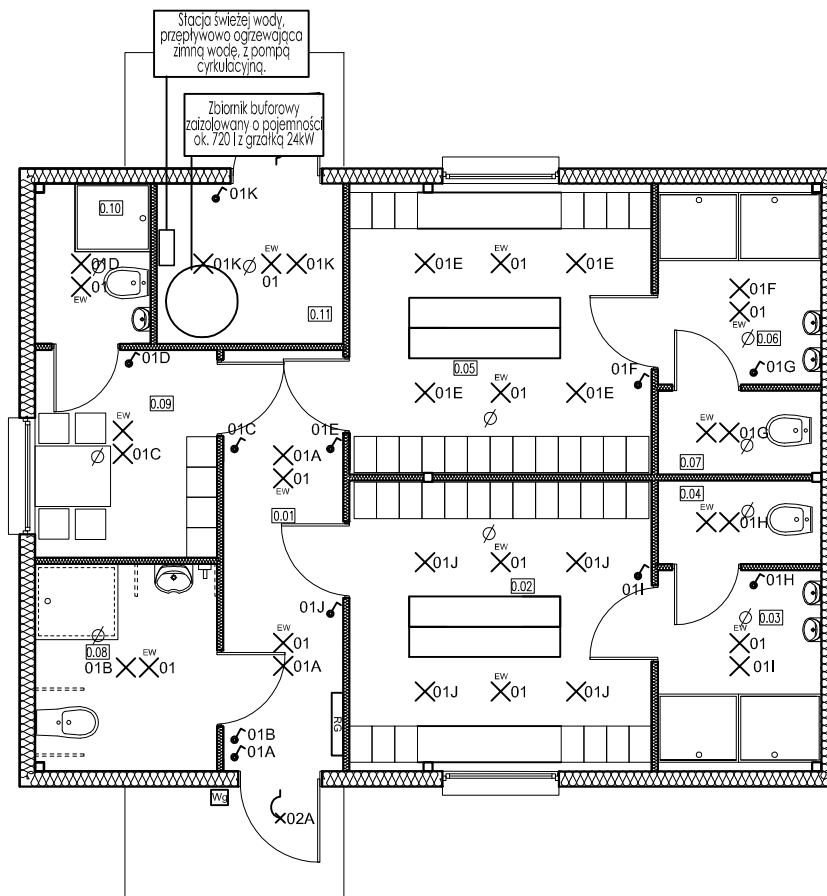 Stacja świeżej wody,
przepływowo ogrzewająca
zimną wodę, z pompą
cyrkulacyjną.
Zbiornik buforowy
zaizolowany o pojemności
ok. 720 l z grzałką 24kW
01K
0.10
01D
01
EW
01K
EW
01
01K
0.11
01E
EW
01
01E
01F
01
EW
0.06
01D
0.05
01F
01G
0.09
EW
01C
01C
01E
01A
01
EW
0.01
01E
EW
01
01E
EW
01G
0.07
0.04
EW
01H
01J
EW
01
01J
0.02
01I
01H
0.03
EW
01
01I
01J
EW
01
01A
0.08
01B
EW
01
01J
EW
01
01J
RG
01B
01A
Wg
02A